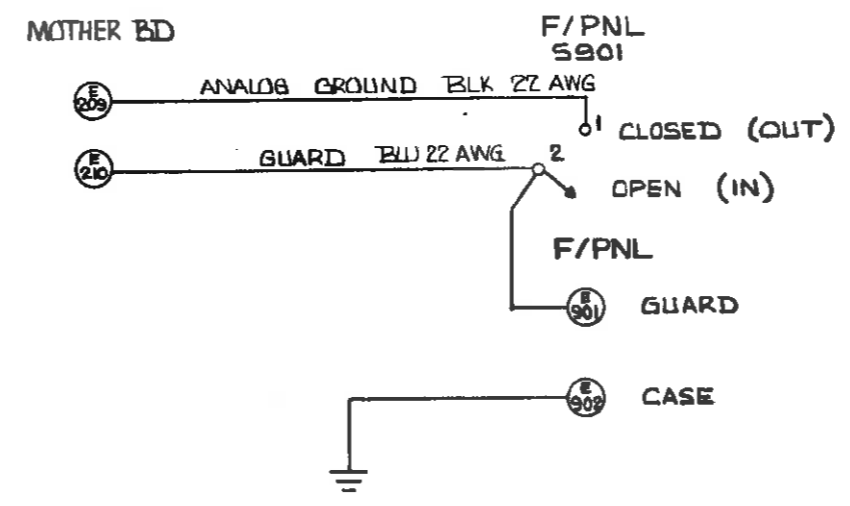 MOTHER BD
F/PNL
S901
E
209
ANALOG GROUND BLK 22 AWG
1 CLOSED (OUT)
E
210
GUARD BLU 22 AWG 2
OPEN (IN)
F/PNL
E
901
GUARD
E
902
CASE